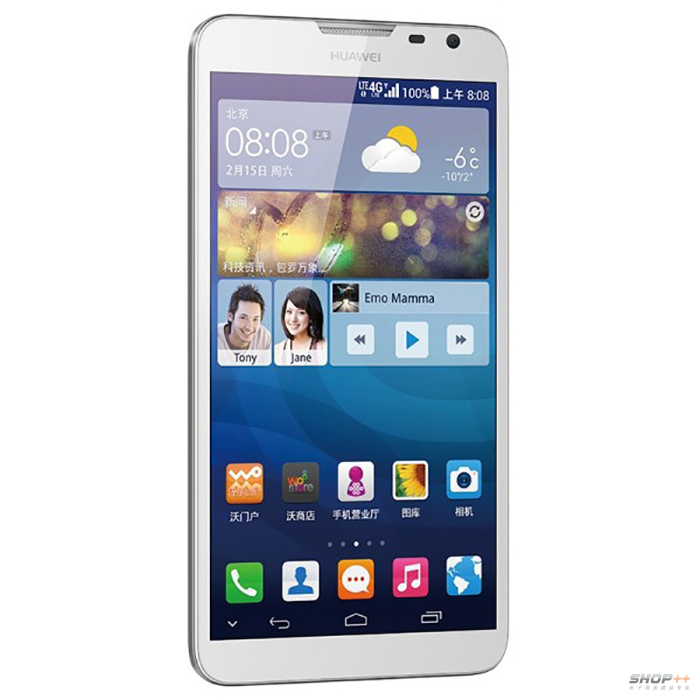 HUAWEI
LTE 4G 100% 上午 8:08
北京
08:08 上午
2月15日 周六
-6°C
-10°/2°
新闻
科技资讯，包罗万象...
Emo Mamma
Tony Jane
沃门户 沃商店 手机营业厅 图库 相机
SHOP++